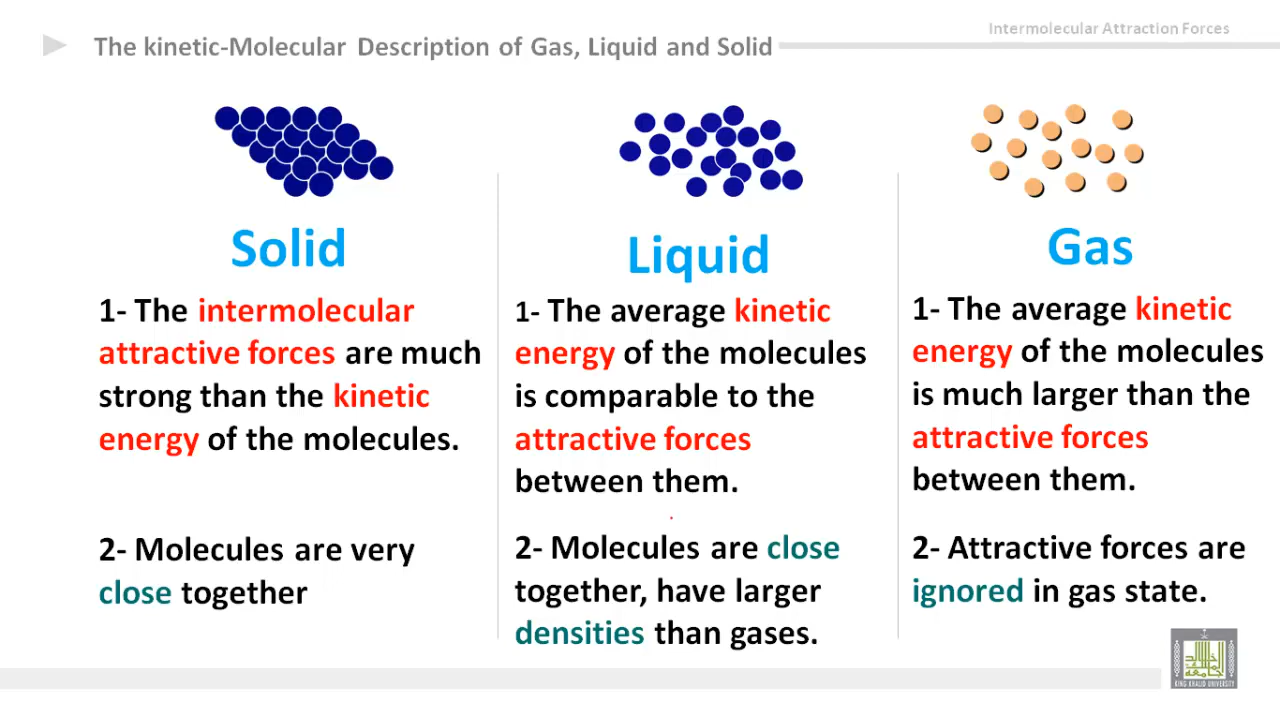 Intermolecular Attraction Forces
The kinetic-Molecular Description of Gas, Liquid and Solid
Solid
1- The intermolecular
attractive forces are much
strong than the kinetic
energy of the molecules.
2- Molecules are very
close together
Liquid
1- The average kinetic
energy of the molecules
is comparable to the
attractive forces
between them.
2- Molecules are close
together, have larger
densities than gases.
Gas
1- The average kinetic
energy of the molecules
is much larger than the
attractive forces
between them.
2- Attractive forces are
ignored in gas state.
KING KHALID UNIVERSITY